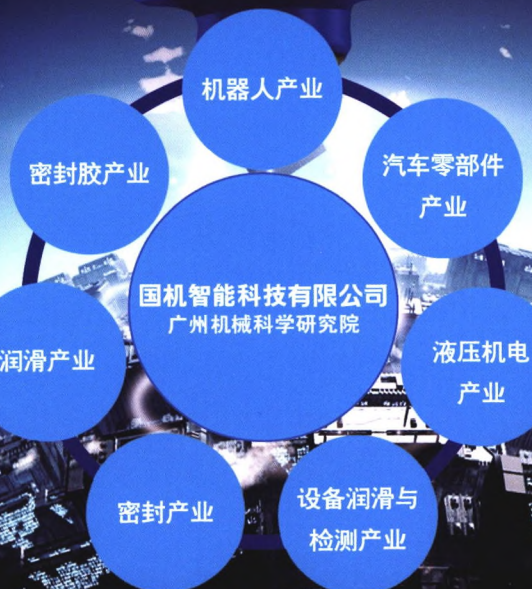 机器人产业
密封胶产业
汽车零部件
产业
国机智能科技有限公司
广州机械科学研究院
润滑产业
液压机电
产业
密封产业
设备润滑与
检测产业